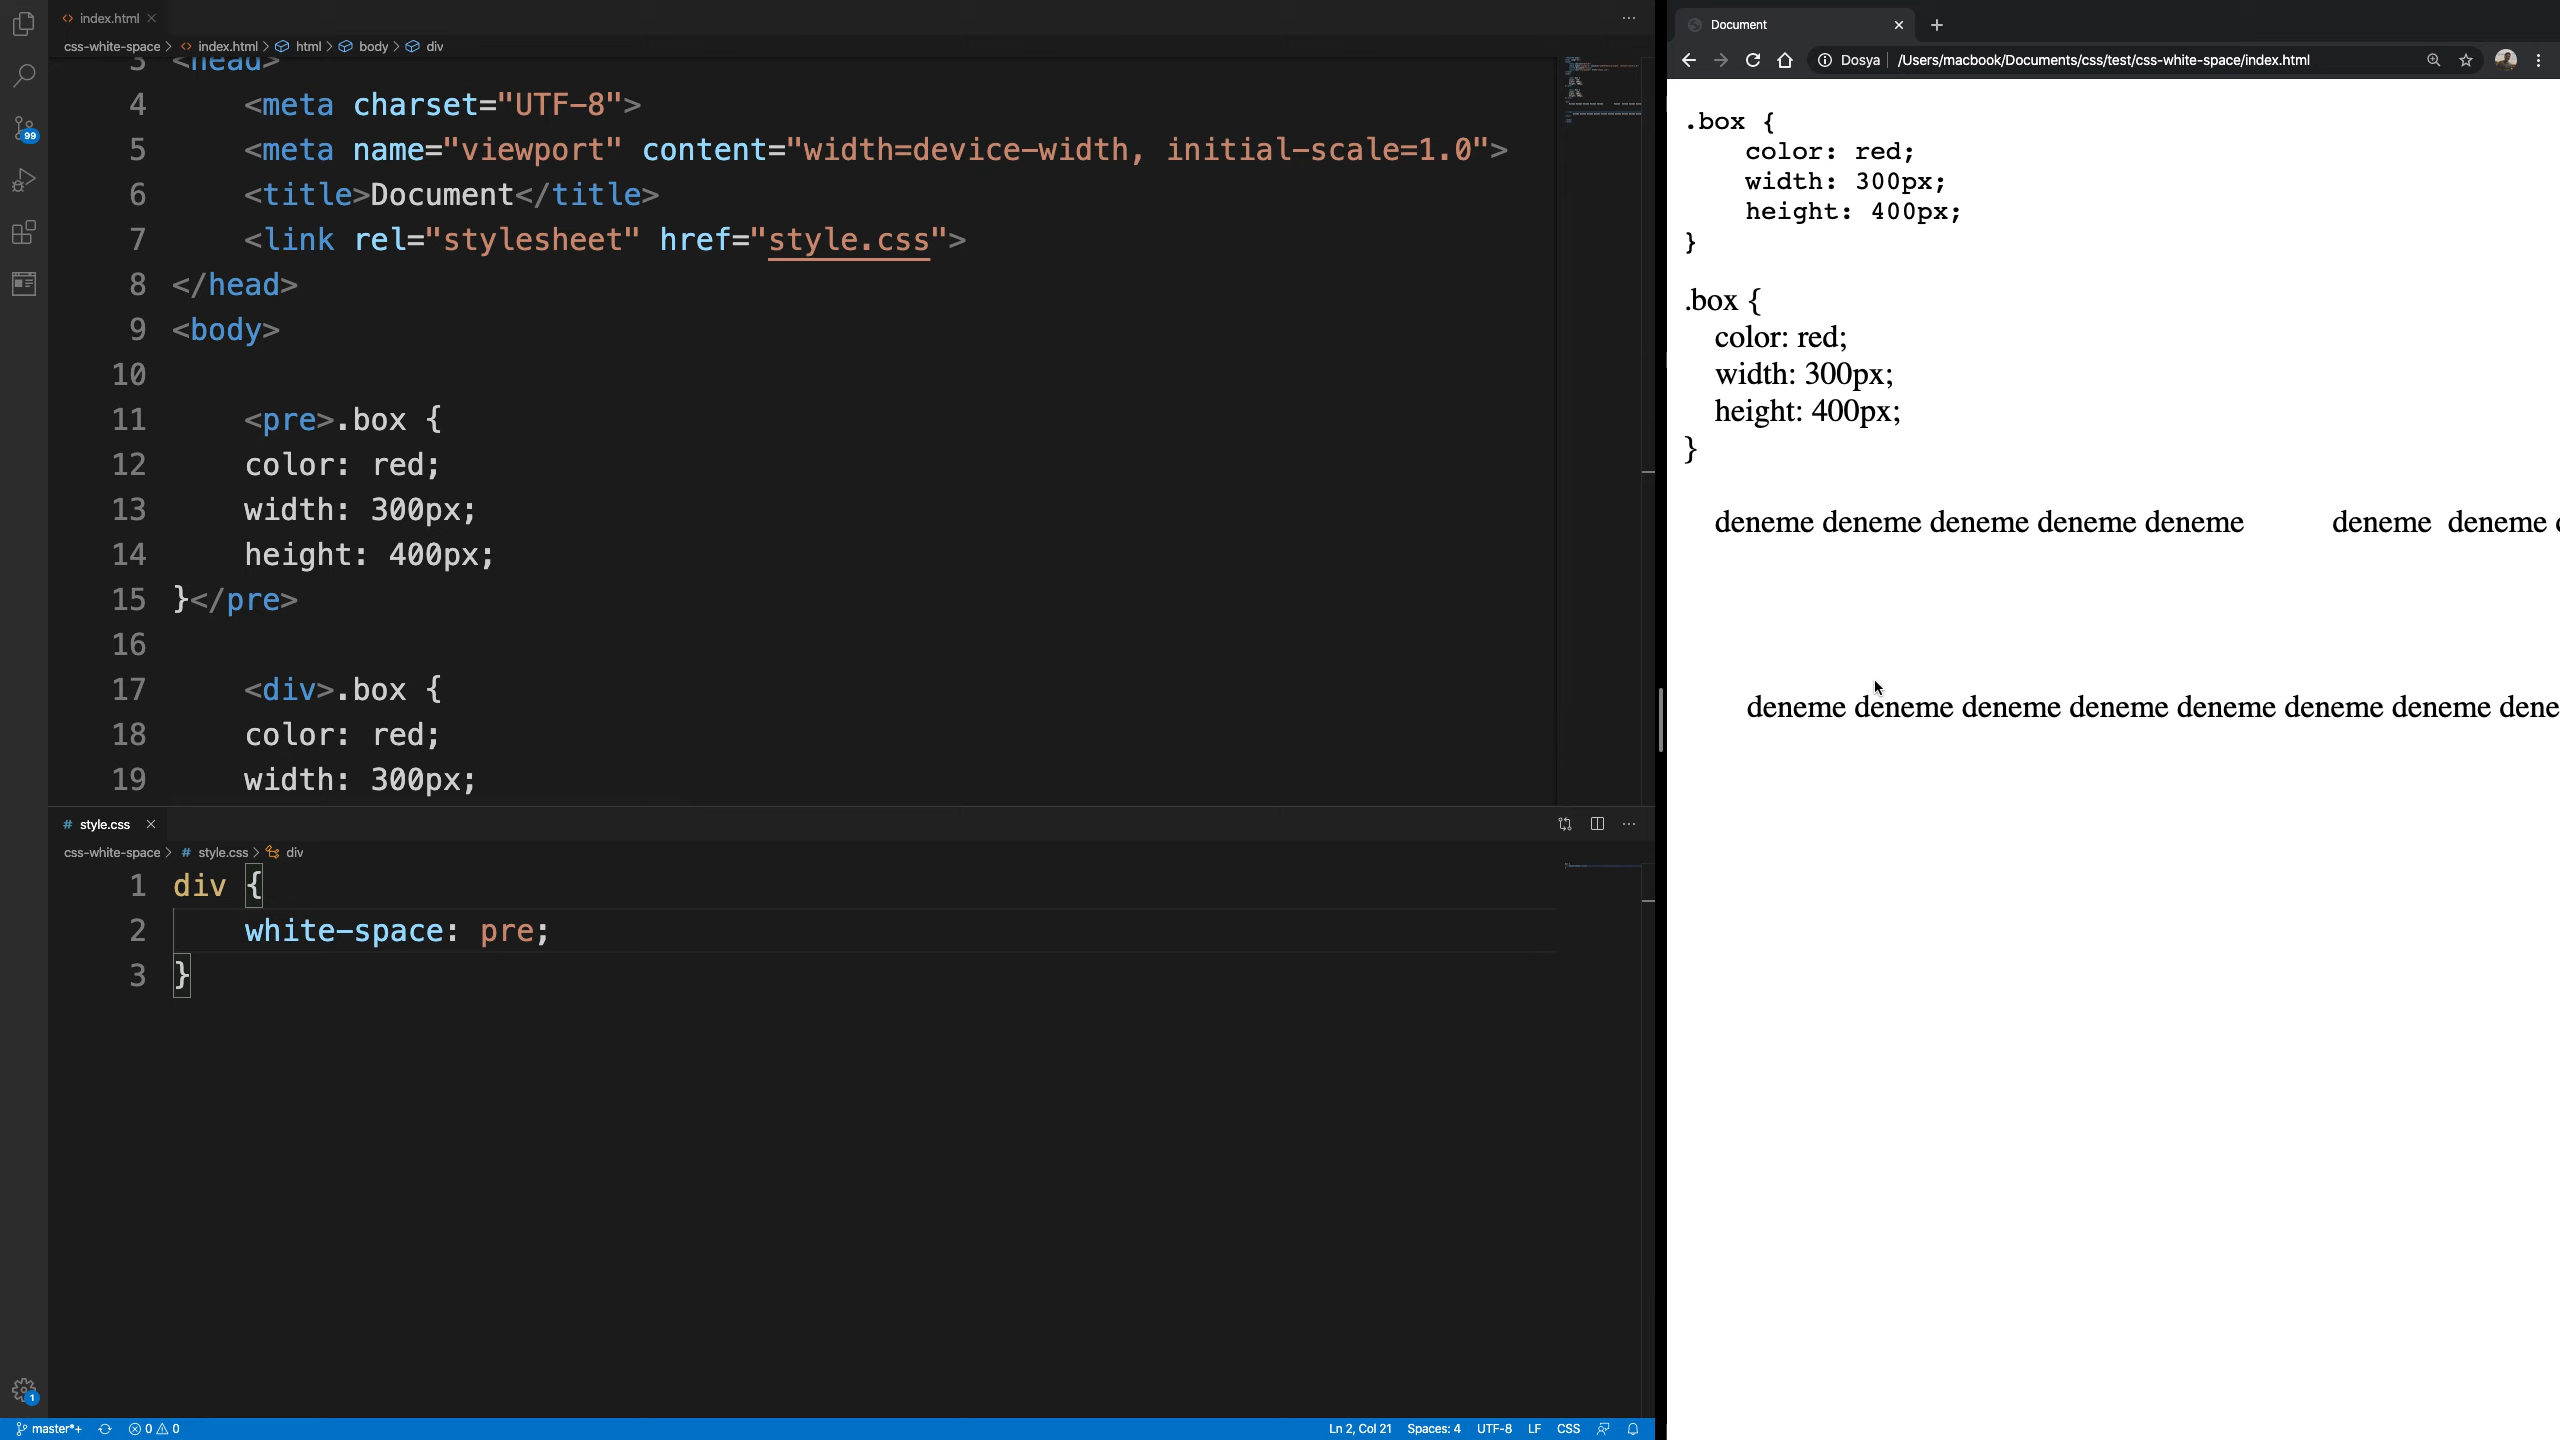 index.html
css-white-space > index.html > html > body > div
3 <head>
4 <meta charset="UTF-8">
5 <meta name="viewport" content="width=device-width, initial-scale=1.0">
6 <title>Document</title>
7 <link rel="stylesheet" href="style.css">
8 </head>
9 <body>
10
11 <pre>.box {
12 color: red;
13 width: 300px;
14 height: 400px;
15 }</pre>
16
17 <div>.box {
18 color: red;
19 width: 300px;
99
1
# style.css
css-white-space > # style.css > div
1 div {
2 white-space: pre;
3 }
master*+ 0 0 Ln 2, Col 21 Spaces: 4 UTF-8 LF CSS
Document
Dosya /Users/macbook/Documents/css/test/css-white-space/index.html
.box {
color: red;
width: 300px;
height: 400px;
}
.box {
color: red;
width: 300px;
height: 400px;
}
deneme deneme deneme deneme deneme deneme deneme
deneme deneme deneme deneme deneme deneme deneme dene